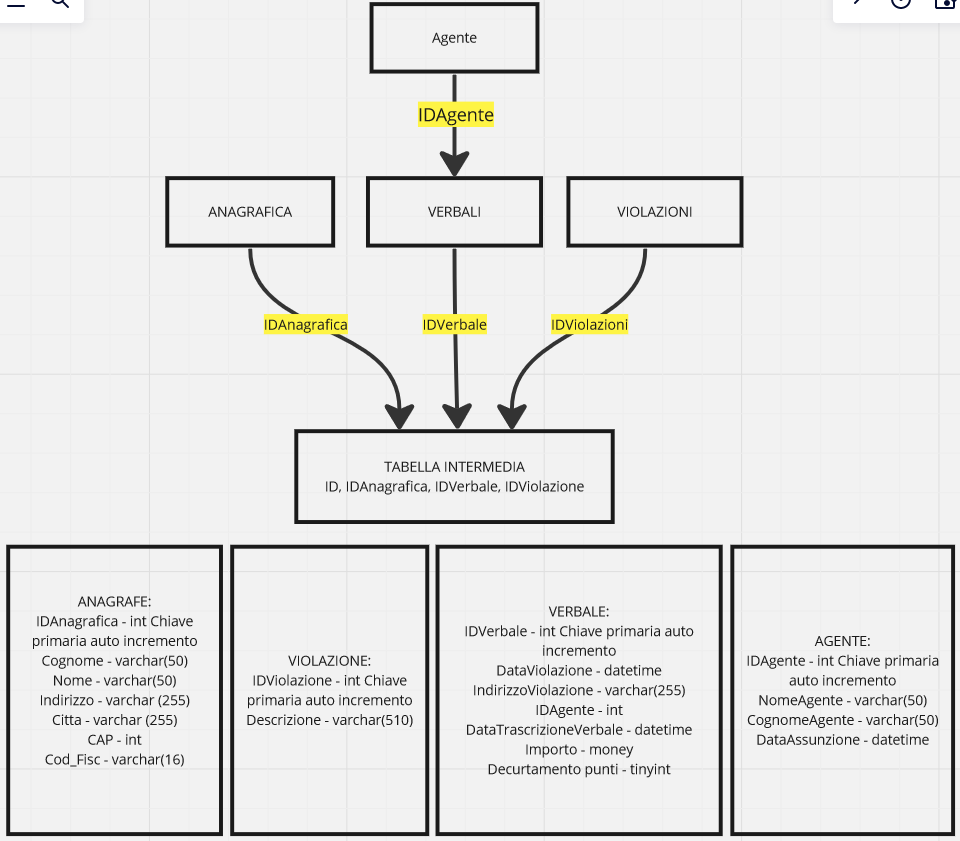 Agente
IDAgente
ANAGRAFICA
VERBALI
VIOLAZIONI
IDAnagrafica
IDVerbale
IDViolazioni
TABELLA INTERMEDIA
ID, IDAnagrafica, IDVerbale, IDViolazione
ANAGRAFE:
IDAnagrafica - int Chiave
primaria auto incremento
Cognome - varchar(50)
Nome - varchar(50)
Indirizzo - varchar (255)
Citta - varchar (255)
CAP - int
Cod_Fisc - varchar(16)
VIOLAZIONE:
IDViolazione - int Chiave
primaria auto incremento
Descrizione - varchar(510)
VERBALE:
IDVerbale - int Chiave primaria auto
incremento
DataViolazione - datetime
IndirizzoViolazione - varchar(255)
IDAgente - int
DataTrascrizioneVerbale - datetime
Importo - money
Decurtamento punti - tinyint
AGENTE:
IDAgente - int Chiave primaria
auto incremento
NomeAgente - varchar(50)
CognomeAgente - varchar(50)
DataAssunzione - datetime